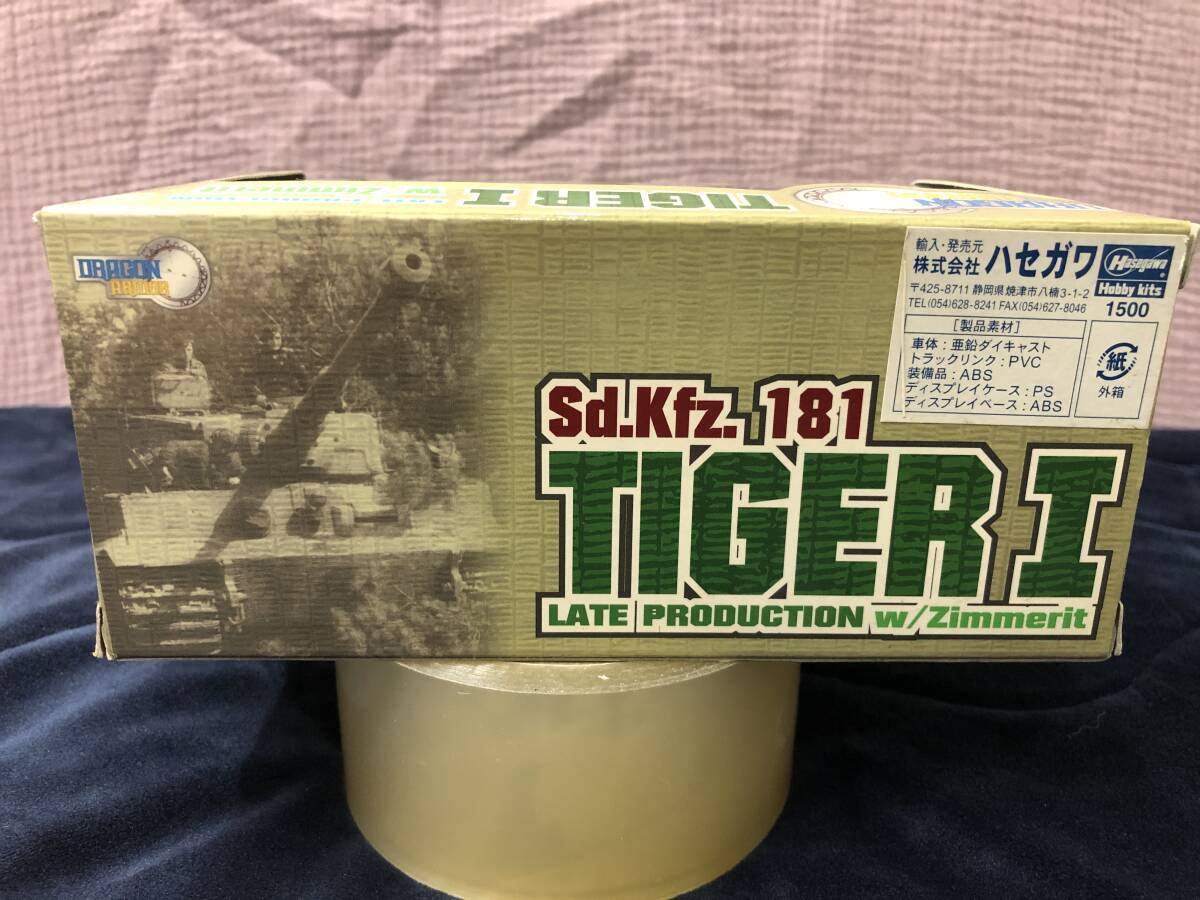 TIGER I
LATE PRODUCTION
w/Zimmerit
DRAGON
DRAGON
ARMOR
輸入・発売元
株式会社 ハセガワ
〒425-8711 静岡県焼津市八楠3-1-2
TEL(054)628-8241 FAX(054)627-8046
Hasegawa
Hobby kits
1500
[製品素材]
車体：亜鉛ダイキャスト
トラックリンク：PVC
装備品：ABS
ディスプレイケース：PS
ディスプレイベース：ABS
紙
外箱
Sd.Kfz. 181
TIGER I
LATE PRODUCTION w/Zimmerit